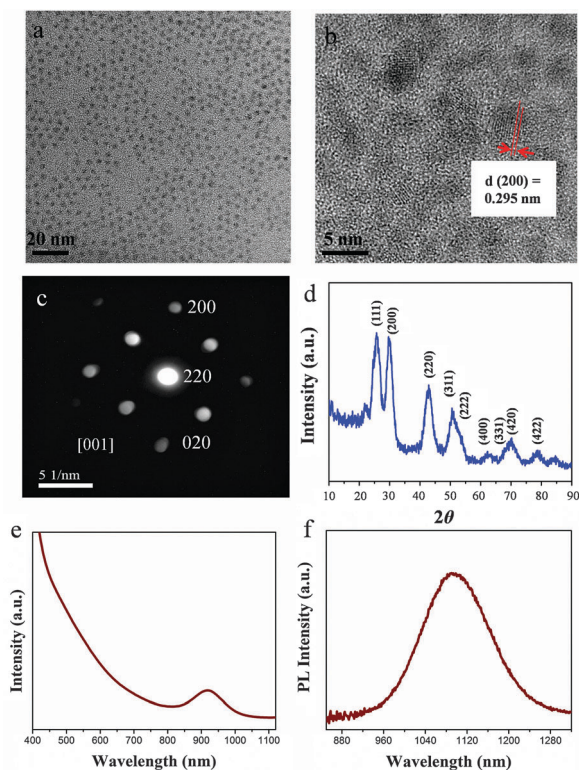 a
20 nm
b
d (200) =
0.295 nm
5 nm
c
200
220
020
[001]
5 1/nm
d
Intensity (a.u.)
(111)
(200)
(220)
(311)
(222)
(400)
(331)
(420)
(422)
10 20 30 40 50 60 70 80 90
2θ
e
Intensity (a.u.)
400 500 600 700 800 900 1000 1100
Wavelength (nm)
f
PL Intensity (a.u.)
880 960 1040 1120 1200 1280
Wavelength (nm)